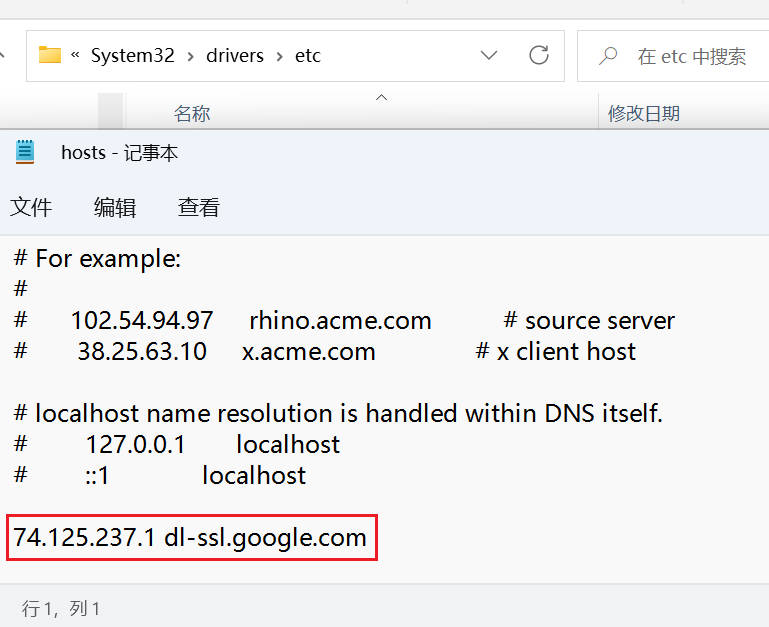 « System32 › drivers › etc
在 etc 中搜索
名称
修改日期
hosts - 记事本
文件 编辑 查看
# For example:
#
# 102.54.94.97 rhino.acme.com # source server
# 38.25.63.10 x.acme.com # x client host
# localhost name resolution is handled within DNS itself.
# 127.0.0.1 localhost
# ::1 localhost
74.125.237.1 dl-ssl.google.com
行 1，列 1